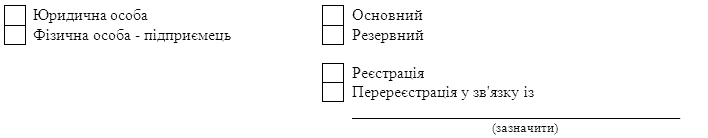 Юридична особа
Фізична особа - підприємець
Основний
Резервний
Реєстрація
Перереєстрація у зв'язку із
(зазначити)